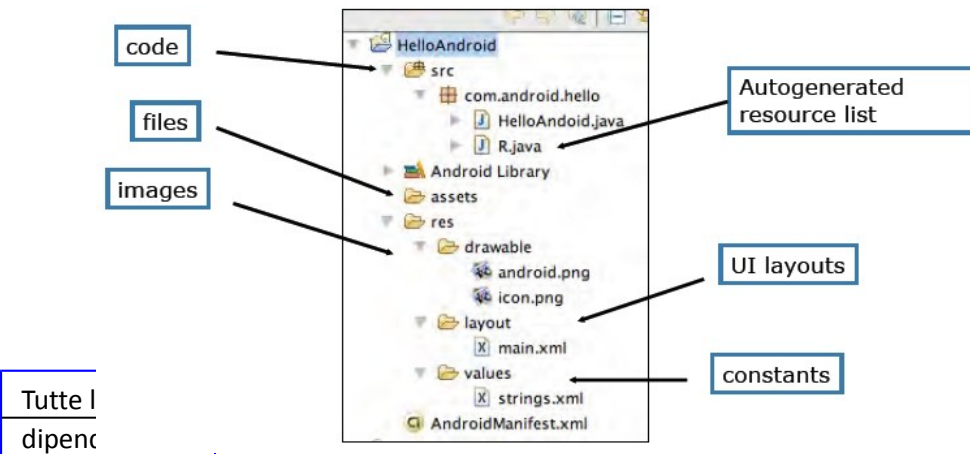 code
files
images
HelloAndroid
src
com.android.hello
HelloAndoid.java
R.java
Android Library
assets
res
drawable
android.png
icon.png
layout
main.xml
values
strings.xml
AndroidManifest.xml
Autogenerated
resource list
UI layouts
constants
Tutte